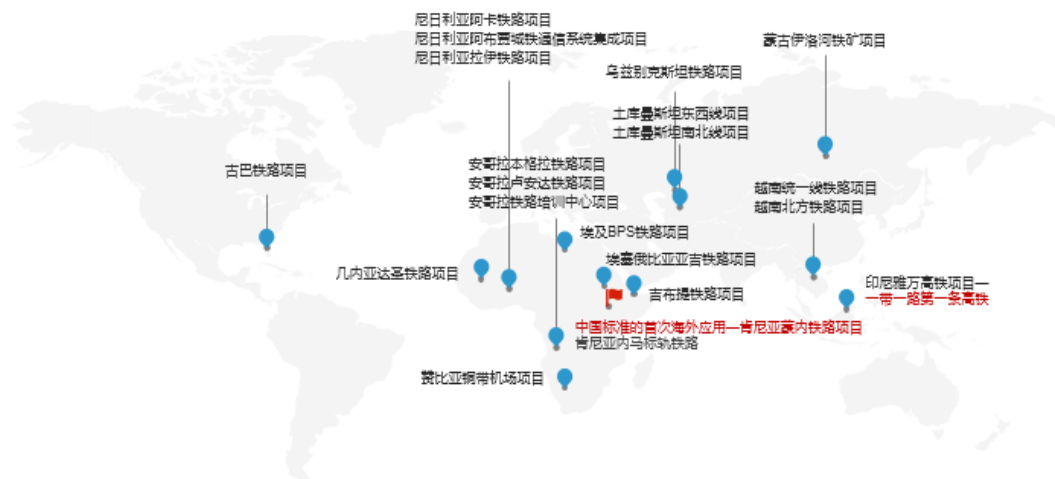 尼日利亚阿卡铁路项目
尼日利亚阿布贾城铁通信系统集成项目
尼日利亚拉伊铁路项目
蒙古伊洛河铁矿项目
乌兹别克斯坦铁路项目
土库曼斯坦东西线项目
土库曼斯坦南北线项目
古巴铁路项目
安哥拉本格拉铁路项目
安哥拉卢安达铁路项目
安哥拉铁路培训中心项目
越南统一线铁路项目
越南北方铁路项目
埃及BPS铁路项目
几内亚达圣铁路项目
埃塞俄比亚亚吉铁路项目
吉布提铁路项目
印尼雅万高铁项目—
一带一路第一条高铁
中国标准的首次海外应用—肯尼亚蒙内铁路项目
肯尼亚内马标轨铁路
赞比亚铜带机场项目